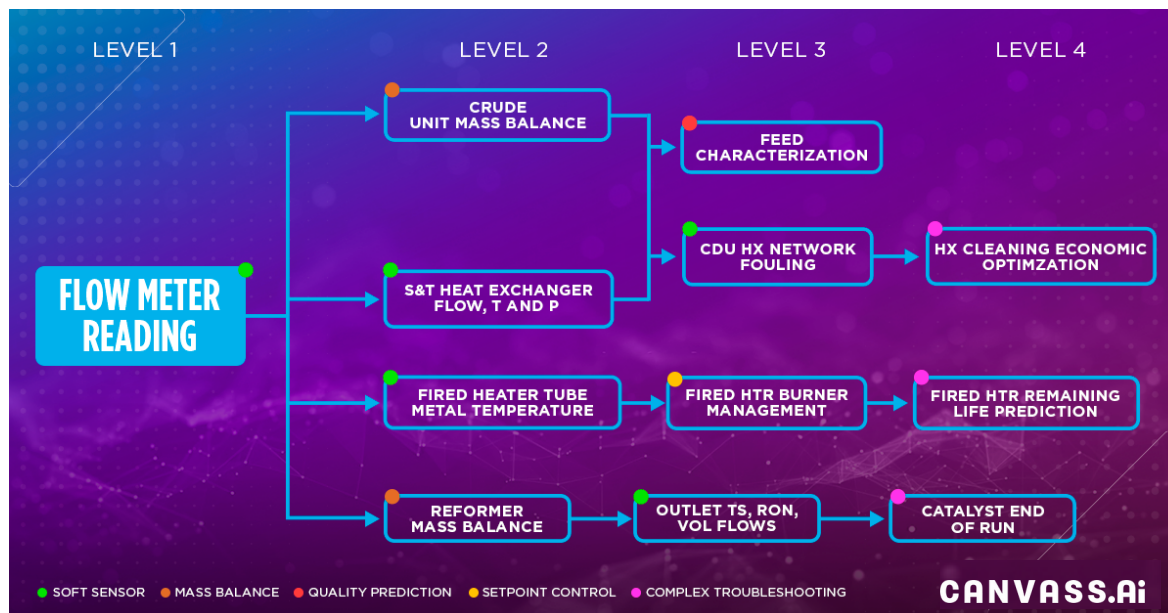 LEVEL 1
LEVEL 2
LEVEL 3
LEVEL 4
CRUDE
UNIT MASS BALANCE
FEED
CHARACTERIZATION
CDU HX NETWORK
FOULING
HX CLEANING ECONOMIC
OPTIMZATION
FLOW METER
READING
S&T HEAT EXCHANGER
FLOW, T AND P
FIRED HEATER TUBE
METAL TEMPERATURE
FIRED HTR BURNER
MANAGEMENT
FIRED HTR REMAINING
LIFE PREDICTION
REFORMER
MASS BALANCE
OUTLET TS, RON,
VOL FLOWS
CATALYST END
OF RUN
SOFT SENSOR
MASS BALANCE
QUALITY PREDICTION
SETPOINT CONTROL
COMPLEX TROUBLESHOOTING
CANVASS.Ai